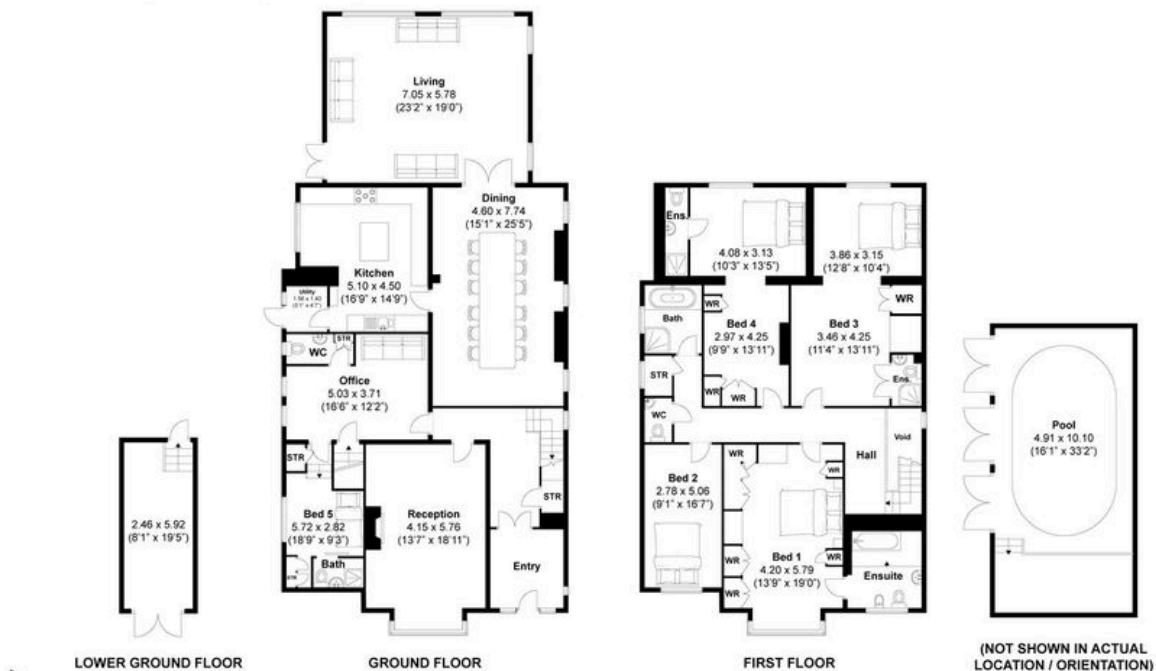 Living
7.05 x 5.78
(23'2" x 19'0")
Dining
4.60 x 7.74
(15'1" x 25'5")
Kitchen
5.10 x 4.50
(16'9" x 14'9")
Utility
WC
STR
Office
5.03 x 3.71
(16'6" x 12'2")
STR
Bed 5
5.72 x 2.82
(18'9" x 9'3")
Bath
STR
Reception
4.15 x 5.76
(13'7" x 18'11")
STR
Entry
2.46 x 5.92
(8'1" x 19'5")
Ens.
4.08 x 3.13
(10'3" x 13'5")
3.86 x 3.15
(12'8" x 10'4")
Bath
WR
Bed 4
2.97 x 4.25
(9'9" x 13'11")
WR
WR
Bed 3
3.46 x 4.25
(11'4" x 13'11")
WR
Ens.
STR
WC
Bed 2
2.78 x 5.06
(9'1" x 16'7")
WR
WR
WR
WR
WR
Bed 1
4.20 x 5.79
(13'9" x 19'0")
Hall
Void
Ensuite
Pool
4.91 x 10.10
(16'1" x 33'2")
LOWER GROUND FLOOR
GROUND FLOOR
FIRST FLOOR
(NOT SHOWN IN ACTUAL
LOCATION / ORIENTATION)